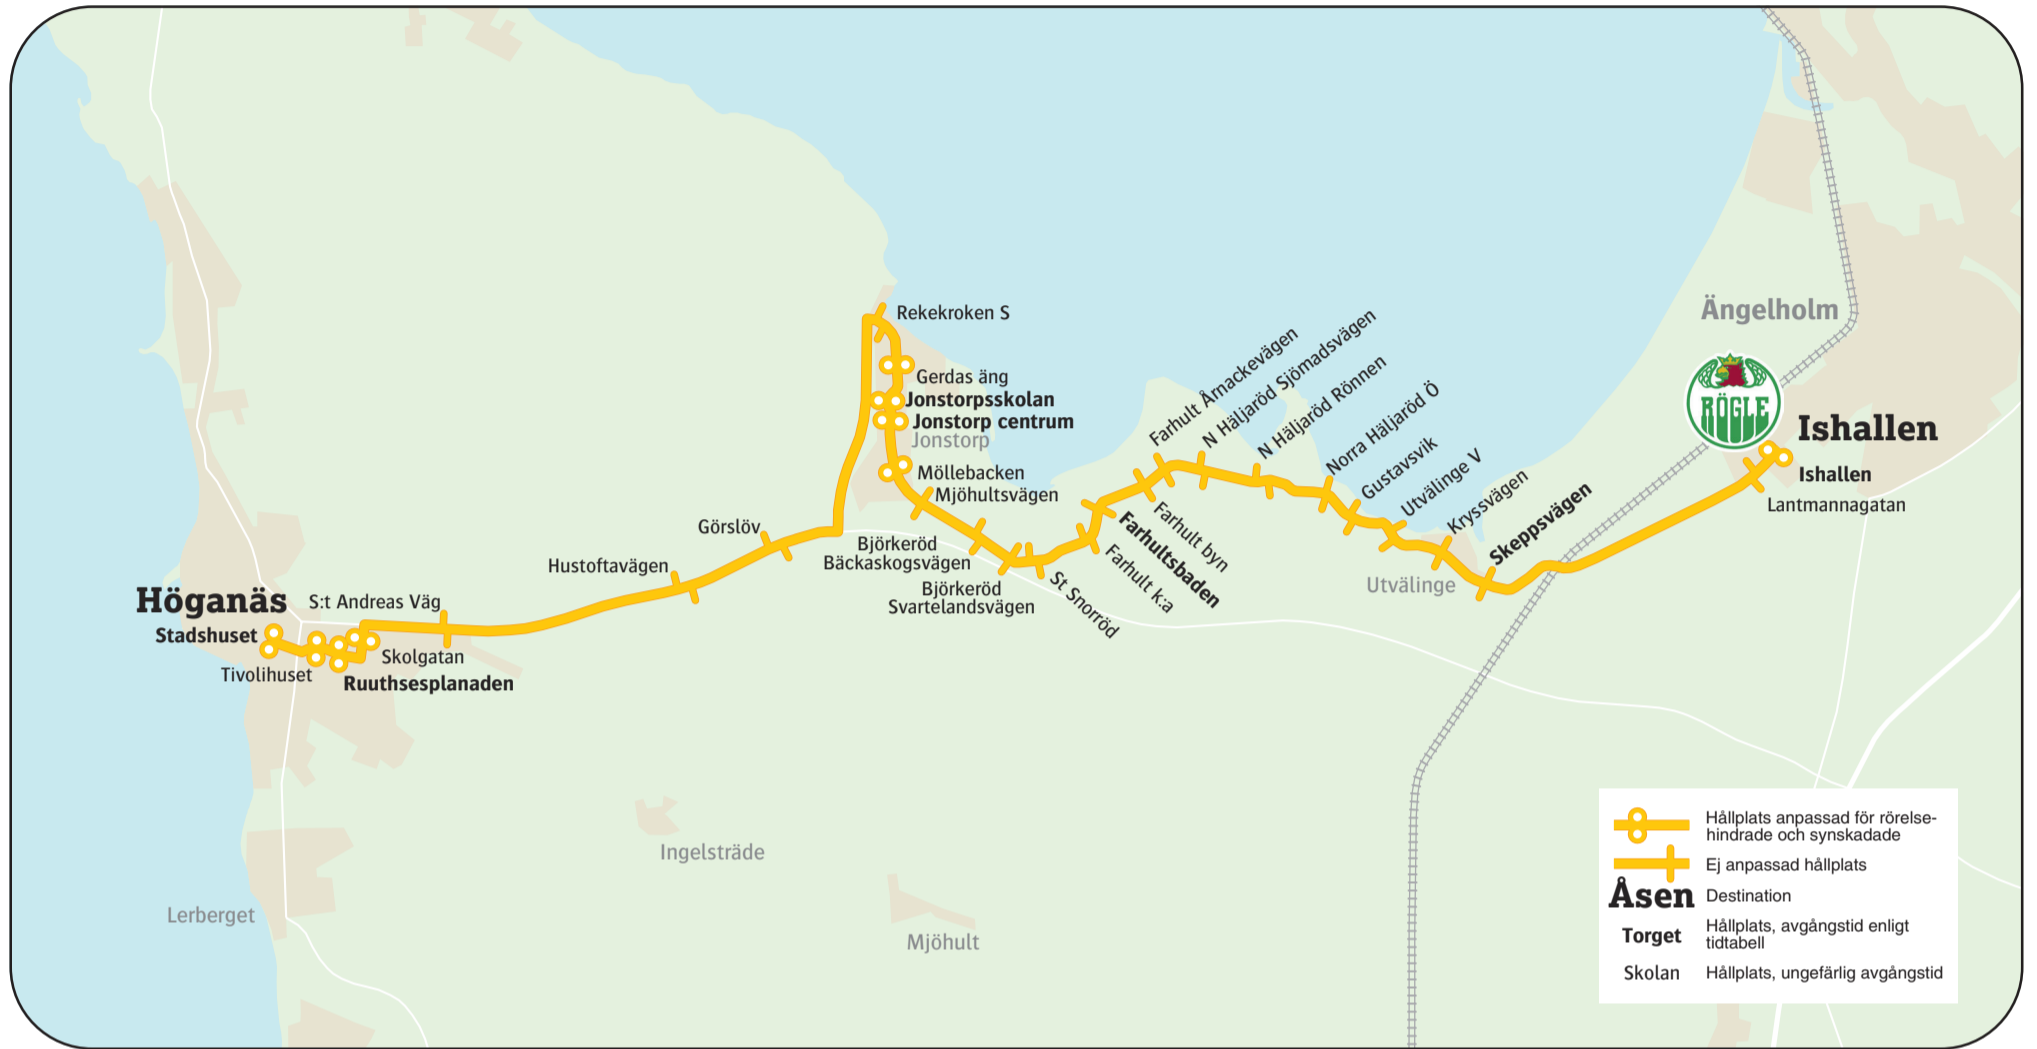 Rekekroken S
Gerdas äng
Jonstorpsskolan
Jonstorp centrum
Jonstorp
Möllebacken
Mjöhultsvägen
Görslöv
Hustoftavägen
Björkeröd
Bäckaskogsvägen
Björkeröd
Svartelandsvägen
St Snorröd
Farhult k:a
Farhultsbaden
Farhult byn
Farhult Årnackevägen
N Häljaröd Sjömadsvägen
N Häljaröd Rönnen
Norra Häljaröd Ö
Gustavsvik
Utvälinge V
Kryssvägen
Skeppsvägen
Utvälinge
Ängelholm
RÖGLE
Ishallen
Ishallen
Lantmannagatan
Höganäs
S:t Andreas Väg
Stadshuset
Tivolihuset
Skolgatan
Ruuthsesplanaden
Ingelsträde
Lerberget
Mjöhult
Hållplats anpassad för rörelse-
hindrade och synskadade
Ej anpassad hållplats
Åsen Destination
Torget Hållplats, avgångstid enligt
tidtabell
Skolan Hållplats, ungefärlig avgångstid